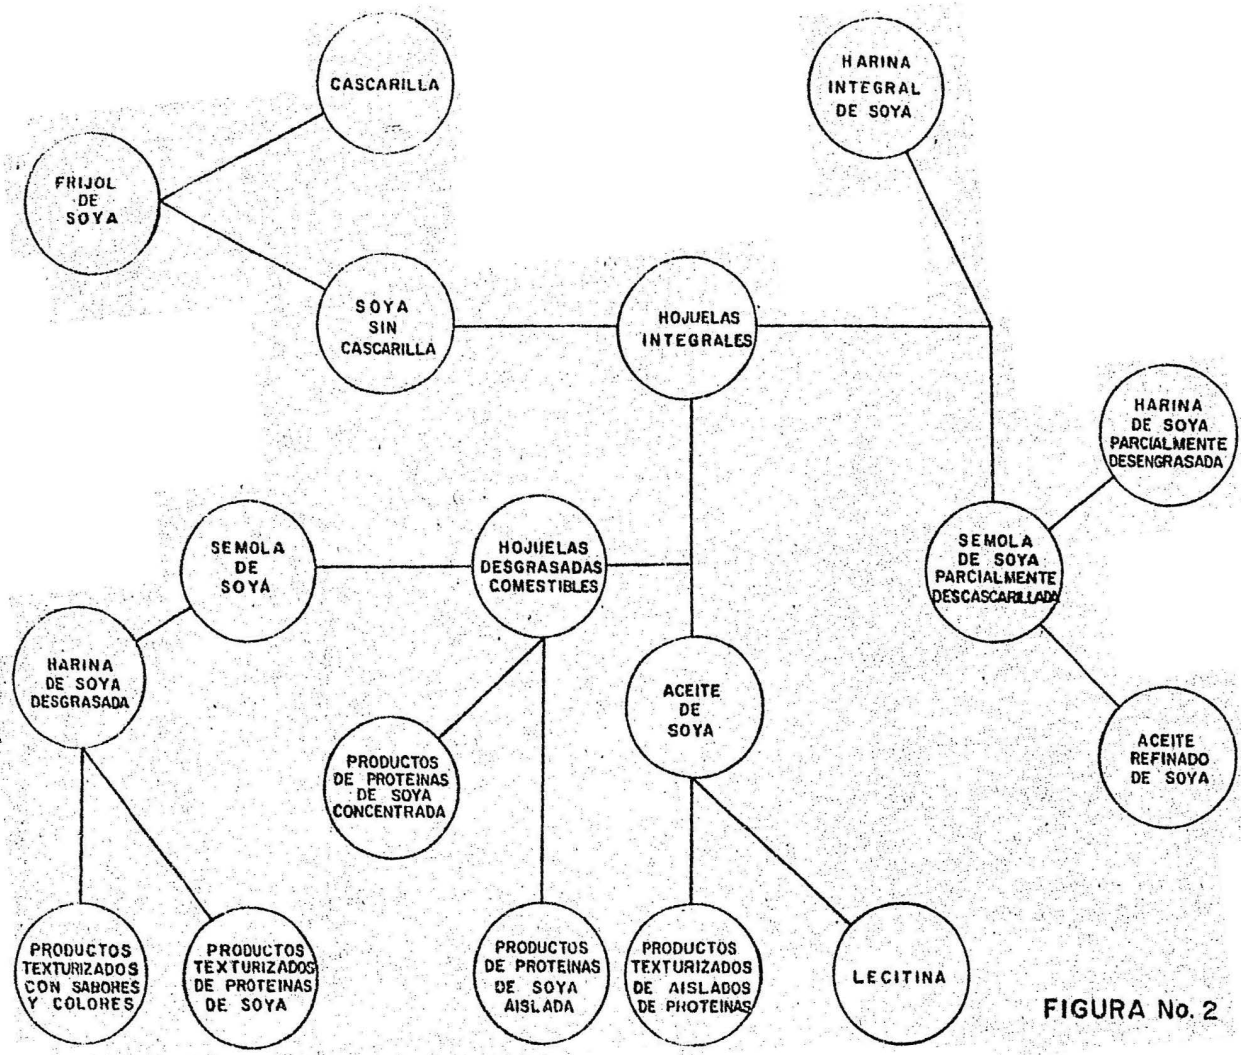 CASCARILLA
HARINA
INTEGRAL
DE SOYA
FRIJOL
DE
SOYA
SOYA
SIN
CASCARILLA
HOJUELAS
INTEGRALES
HARINA
DE SOYA
PARCIALMENTE
DESENGRASADA
SEMOLA
DE
SOYA
HOJUELAS
DESGRASADAS
COMESTIBLES
SEMOLA
DE SOYA
PARCIALMENTE
DESCASCARILLADA
HARINA
DE SOYA
DESGRASADA
ACEITE
DE
SOYA
PRODUCTOS
DE PROTEINAS
DE SOYA
CONCENTRADA
ACEITE
REFINADO
DE SOYA
PRODUCTOS
TEXTURIZADOS
CON SABORES
Y COLORES
PRODUCTOS
TEXTURIZADOS
DE PROTEINAS
DE SOYA
PRODUCTOS
DE PROTEINAS
DE SOYA
AISLADA
PRODUCTOS
TEXTURIZADOS
DE AISLADOS
DE PROTEINAS
LECITINA
FIGURA No. 2